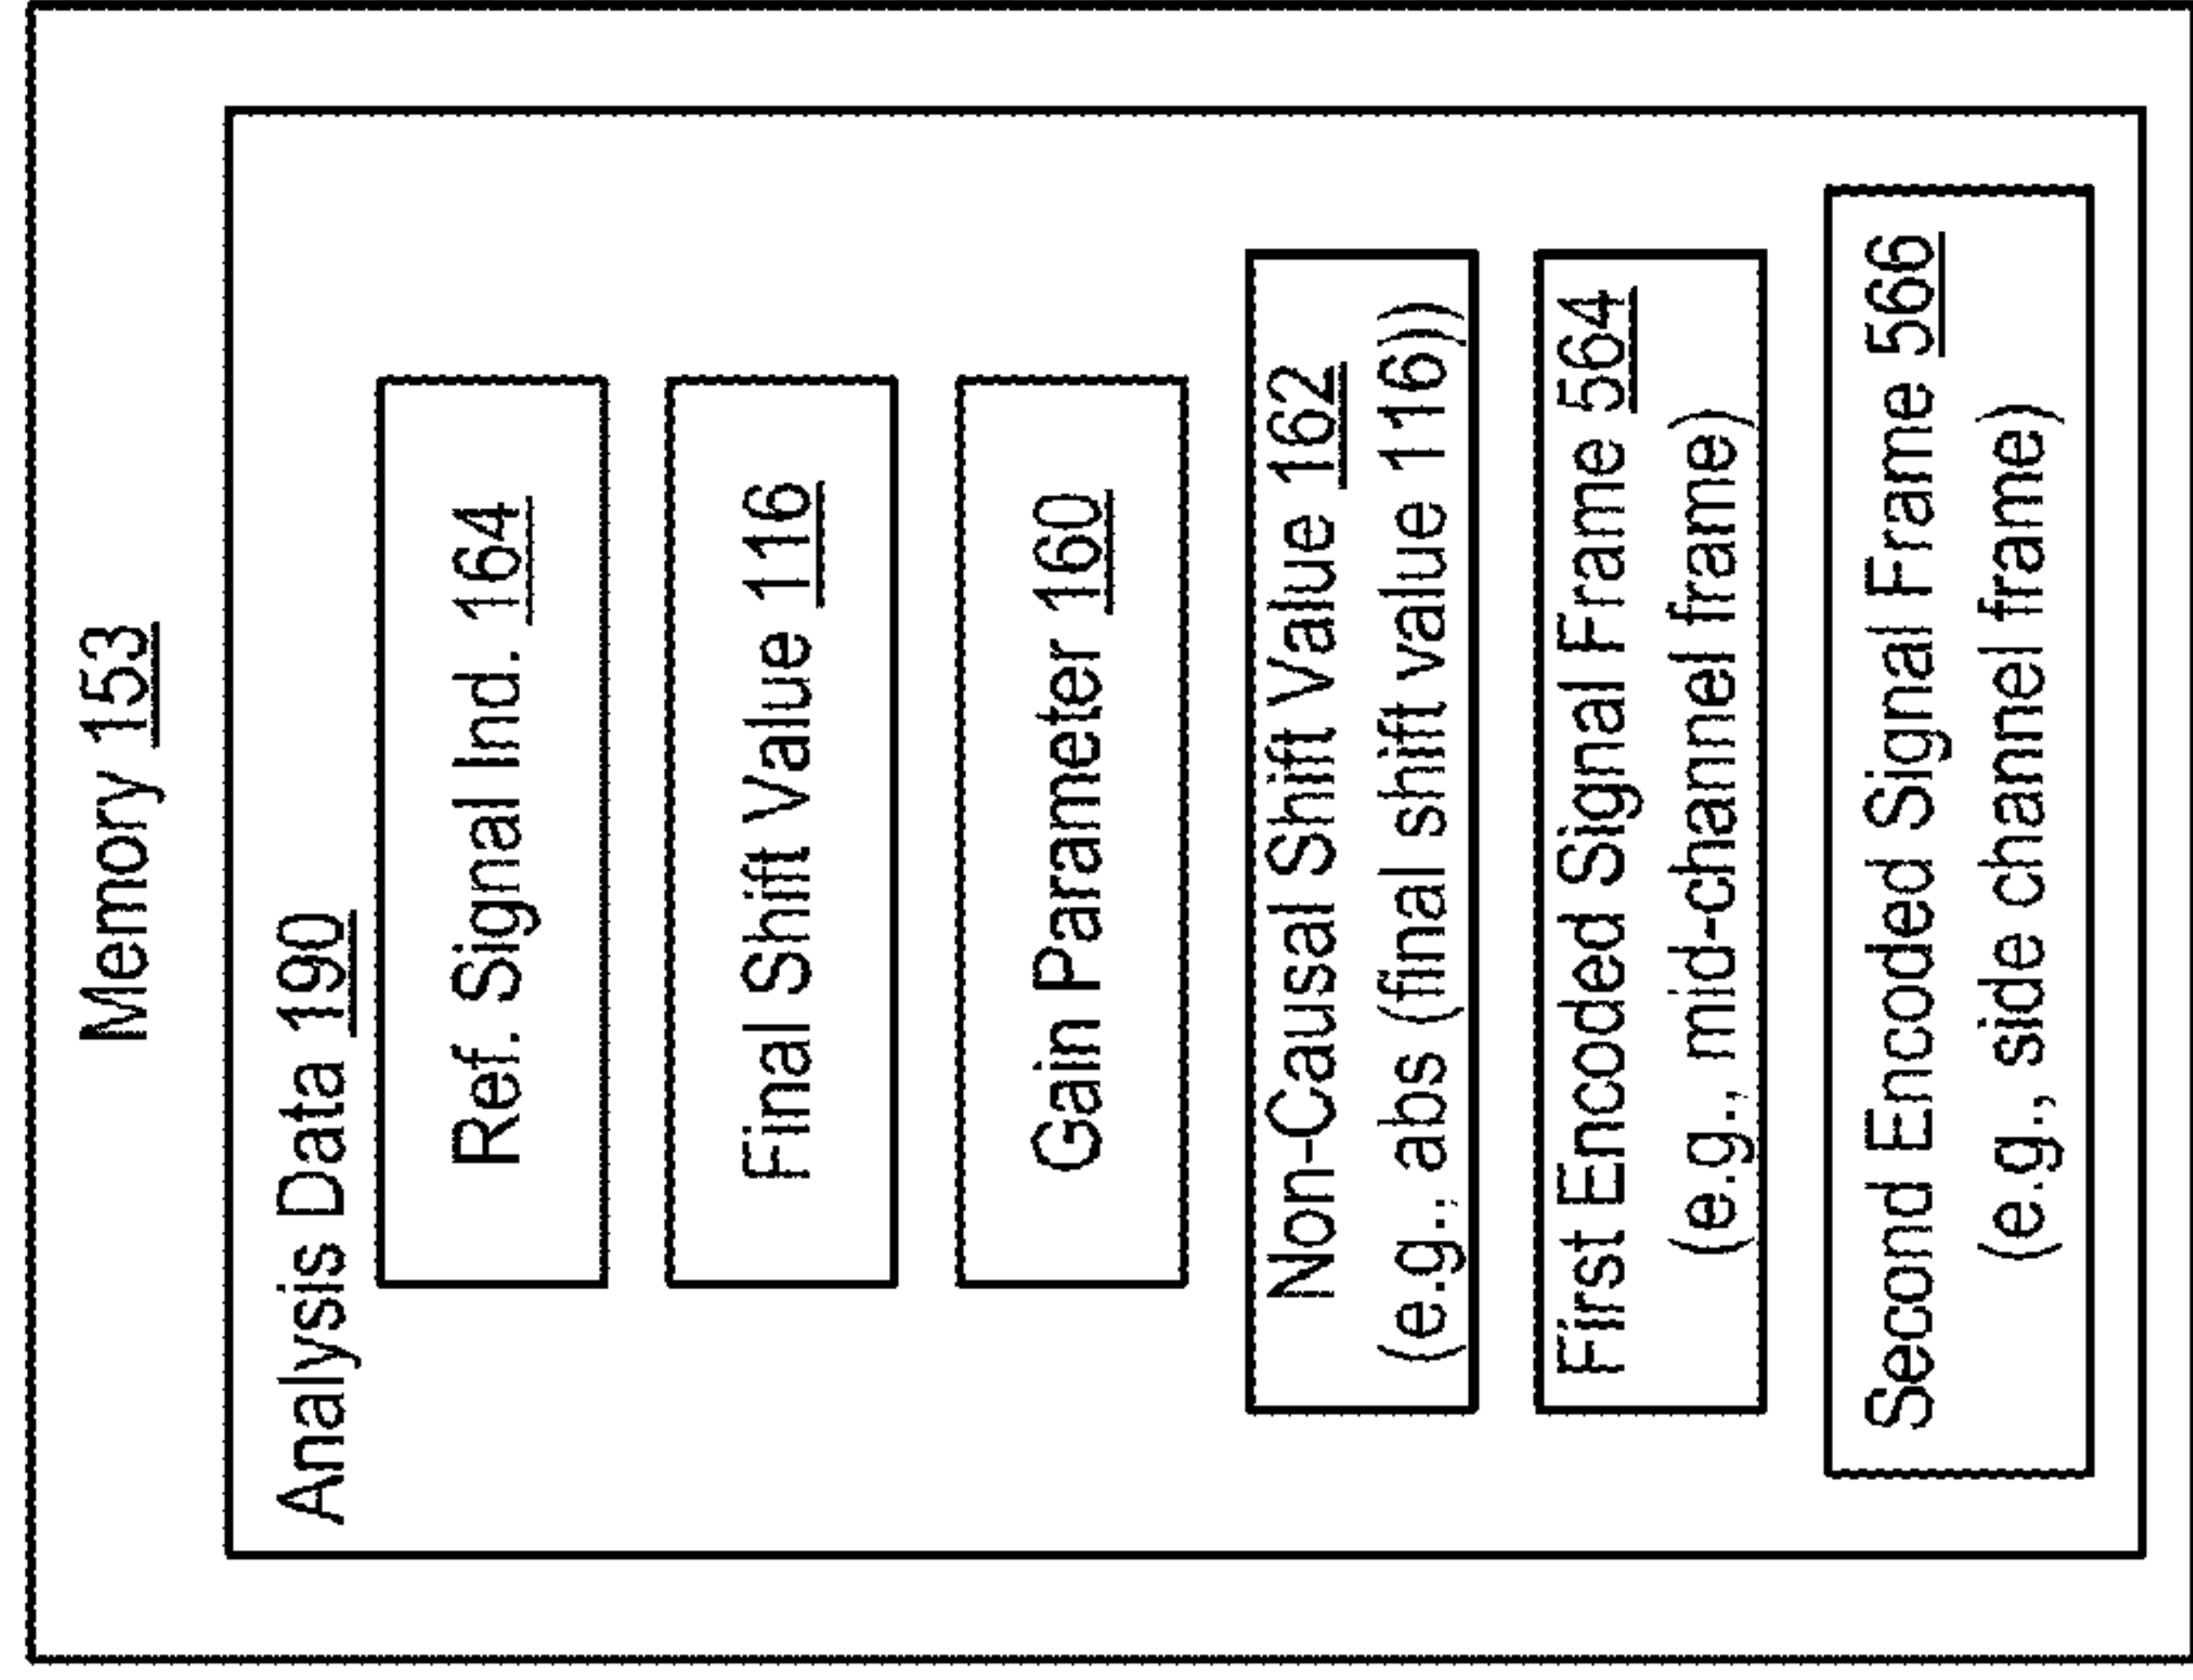 Memory 153
Analysis Data 190
Ref. Signal Ind. 164
Final Shift Value 116
Gain Parameter 160
Non-Causal Shift Value 162
(e.g., abs (final shift value 116))
First Encoded Signal Frame 564
(e.g., mid-channel frame)
Second Encoded Signal Frame 566
(e.g., side channel frame)